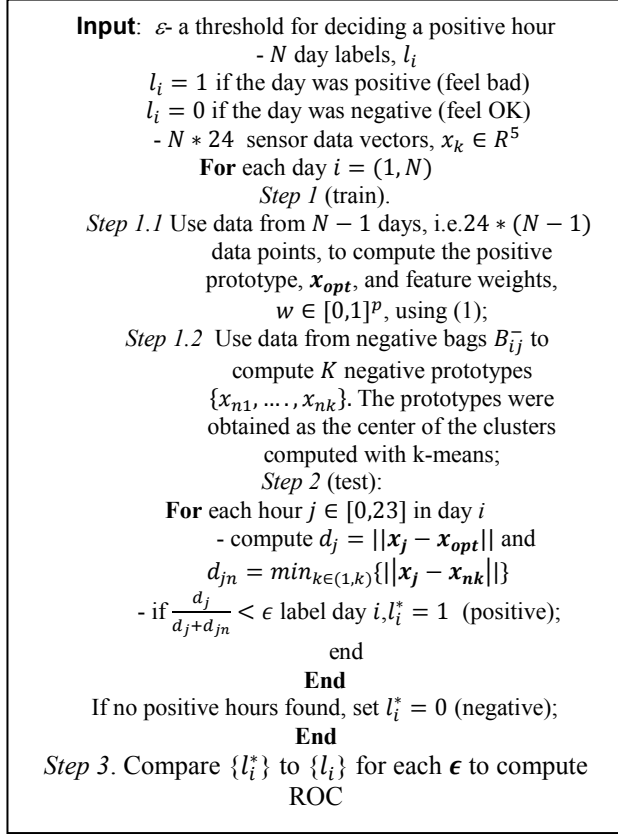 Input: ε- a threshold for deciding a positive hour
- N day labels, lᵢ
lᵢ = 1 if the day was positive (feel bad)
lᵢ = 0 if the day was negative (feel OK)
- N * 24 sensor data vectors, xₖ ∈ R⁵
For each day i = (1, N)
Step 1 (train).
Step 1.1 Use data from N − 1 days, i.e.24 * (N − 1)
data points, to compute the positive
prototype, x_opt, and feature weights,
w ∈ [0,1]ᵖ, using (1);
Step 1.2 Use data from negative bags B_ij⁻ to
compute K negative prototypes
{x_n1, … . , x_nk}. The prototypes were
obtained as the center of the clusters
computed with k-means;
Step 2 (test):
For each hour j ∈ [0,23] in day i
- compute d_j = ||x_j − x_opt|| and
d_jn = min_{k∈(1,k)}{||x_j − x_nk||}
- if d_j/(d_j+d_jn) < ϵ label day i,l_i* = 1 (positive);
end
End
If no positive hours found, set l_i* = 0 (negative);
End
Step 3. Compare {l_i*} to {l_i} for each ϵ to compute
ROC